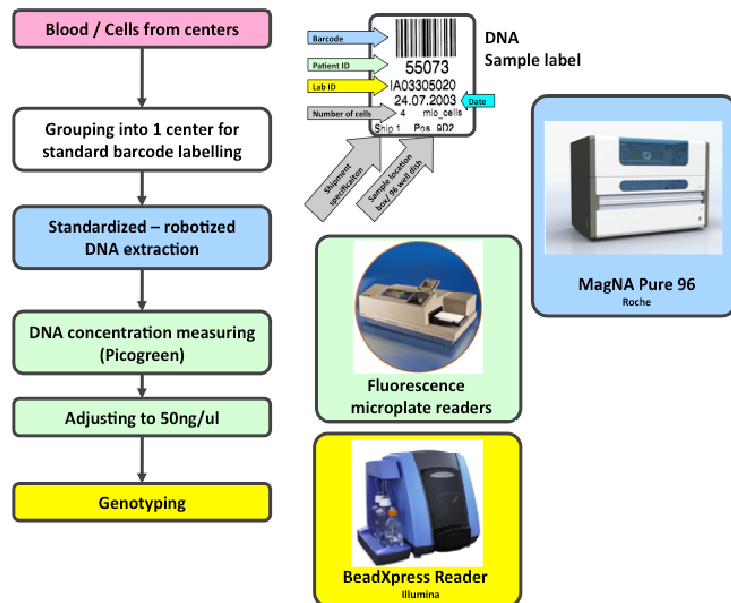 Blood / Cells from centers
Grouping into 1 center for
standard barcode labelling
Standardized – robotized
DNA extraction
DNA concentration measuring
(Picogreen)
Adjusting to 50ng/ul
Genotyping
Barcode
Patient ID
Lab ID
Number of cells
Date
55073
IA03305020
24.07.2003
4 mio_cells
Ship 1 Pos 9D2
Shipment
specificaiton
Sample location
box/ 96 well dish
DNA
Sample label
MagNA Pure 96
Roche
Fluorescence
microplate readers
BeadXpress Reader
Illumina